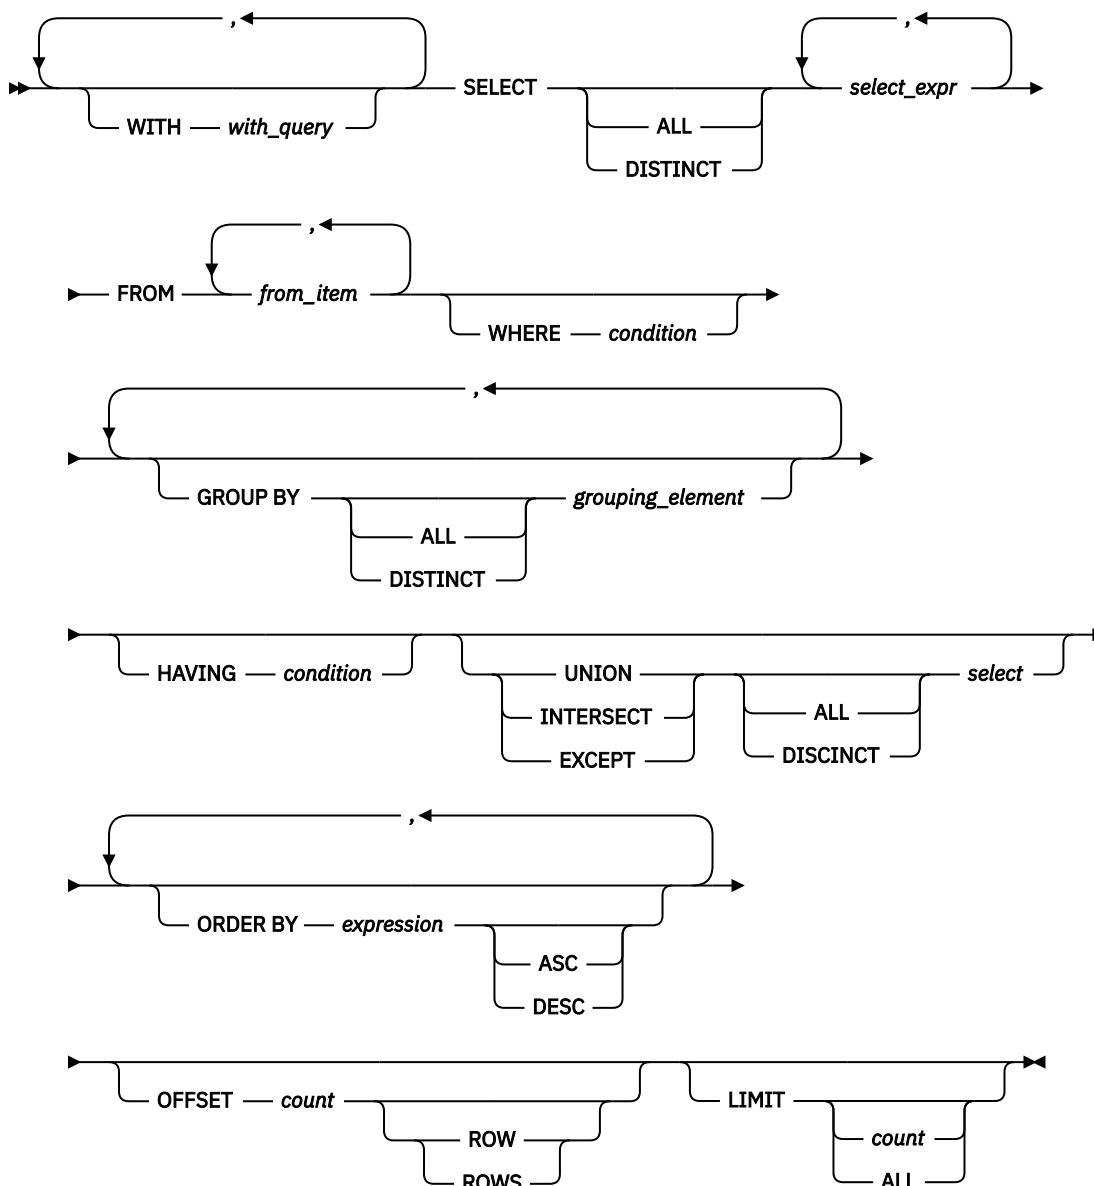 , ,
SELECT select_expr
WITH with_query ALL
DISTINCT
,
FROM from_item
WHERE condition
,
GROUP BY grouping_element
ALL
DISTINCT
HAVING condition UNION select
INTERSECT ALL
EXCEPT DISCINCT
,
ORDER BY expression
ASC
DESC
OFFSET count LIMIT
ROW count
ROWS ALL